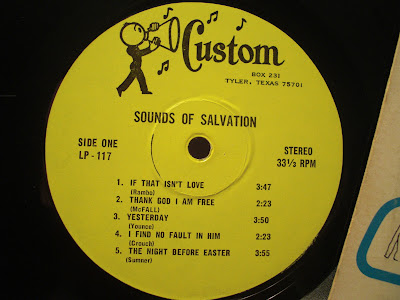 Custom
BOX 231
TYLER, TEXAS 75701
SOUNDS OF SALVATION
SIDE ONE
LP - 117
STEREO
33⅓ RPM
1. IF THAT ISN'T LOVE 3:47
(Rambo)
2. THANK GOD I AM FREE 2:23
(McFALL)
3. YESTERDAY 3:50
(Younce)
4. I FIND NO FAULT IN HIM 2:23
(Crouch)
5. THE NIGHT BEFORE EASTER 3:55
(Sumner)